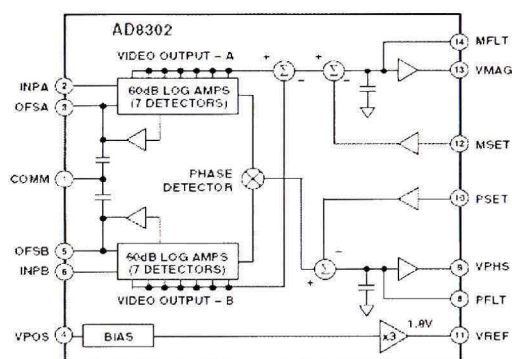 AD8302
VIDEO OUTPUT – A
60dB LOG AMPS
(7 DETECTORS)
INPA 2
OFSA 3
COMM 1
OFSB 5
INPB 6
VPOS 4
PHASE
DETECTOR
60dB LOG AMPS
(7 DETECTORS)
VIDEO OUTPUT – B
BIAS
x3
1.8V
14 MFLT
13 VMAG
12 MSET
10 PSET
9 VPHS
8 PFLT
11 VREF
+
–
+
–
–
+